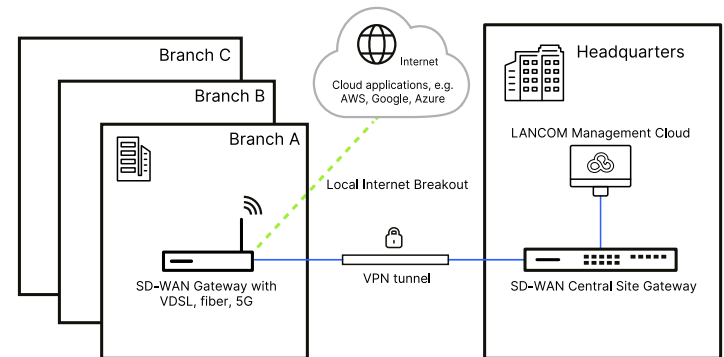 Branch C
Branch B
Branch A
Internet
Cloud applications, e.g.
AWS, Google, Azure
Headquarters
LANCOM Management Cloud
Local Internet Breakout
VPN tunnel
SD-WAN Gateway with
VDSL, fiber, 5G
SD-WAN Central Site Gateway